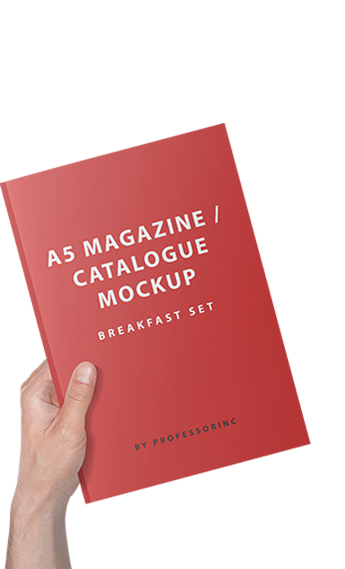 A5 MAGAZINE /
CATALOGUE
MOCKUP
BREAKFAST SET
BY PROFESSORINC